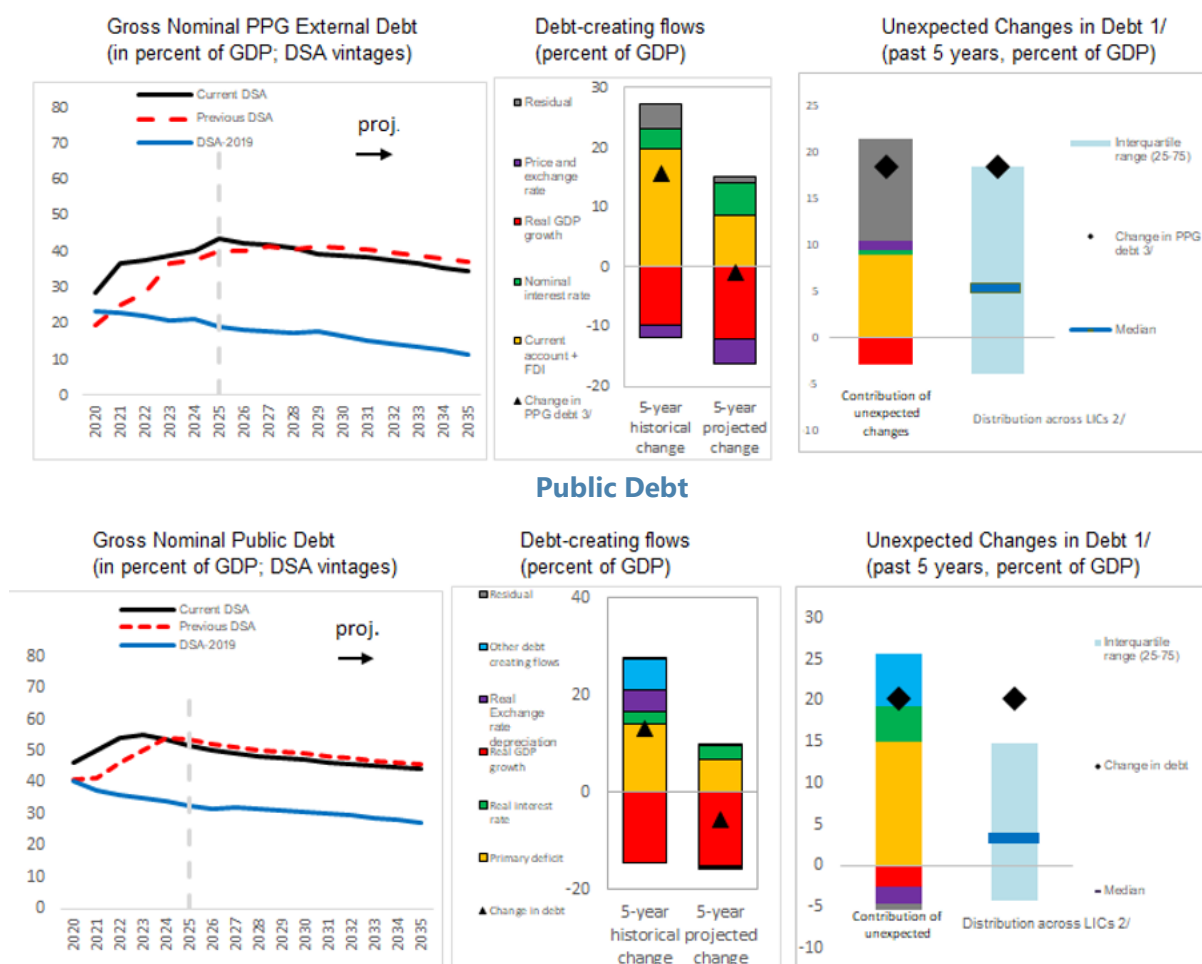 Gross Nominal PPG External Debt
(in percent of GDP; DSA vintages)
Current DSA
Previous DSA
DSA-2019
proj.
80
70
60
50
40
30
20
10
0
2020
2021
2022
2023
2024
2025
2026
2027
2028
2029
2030
2031
2032
2033
2034
2035
Debt-creating flows
(percent of GDP)
Residual
Price and
exchange
rate
Real GDP
growth
Nominal
interest rate
Current
account +
FDI
Change in
PPG debt 3/
30
20
10
0
-10
-20
5-year
historical
change
5-year
projected
change
Unexpected Changes in Debt 1/
(past 5 years, percent of GDP)
25
20
15
10
5
0
-5
-10
Contribution of
unexpected
changes
Distribution across LICs 2/
Interquartile
range (25-75)
Change in PPG
debt 3/
Median
Public Debt
Gross Nominal Public Debt
(in percent of GDP; DSA vintages)
Current DSA
Previous DSA
DSA-2019
proj.
80
70
60
50
40
30
20
10
0
2020
2021
2022
2023
2024
2025
2026
2027
2028
2029
2030
2031
2032
2033
2034
2035
Debt-creating flows
(percent of GDP)
Residual
Other debt
creating flows
Real
Exchange
rate
depreciation
Real GDP
growth
Real interest
rate
Primary deficit
Change in debt
40
20
0
-20
5-year
historical
change
5-year
projected
change
Unexpected Changes in Debt 1/
(past 5 years, percent of GDP)
30
25
20
15
10
5
0
-5
-10
Contribution of
unexpected
Distribution across LICs 2/
Interquartile
range (25-75)
Change in debt
Median